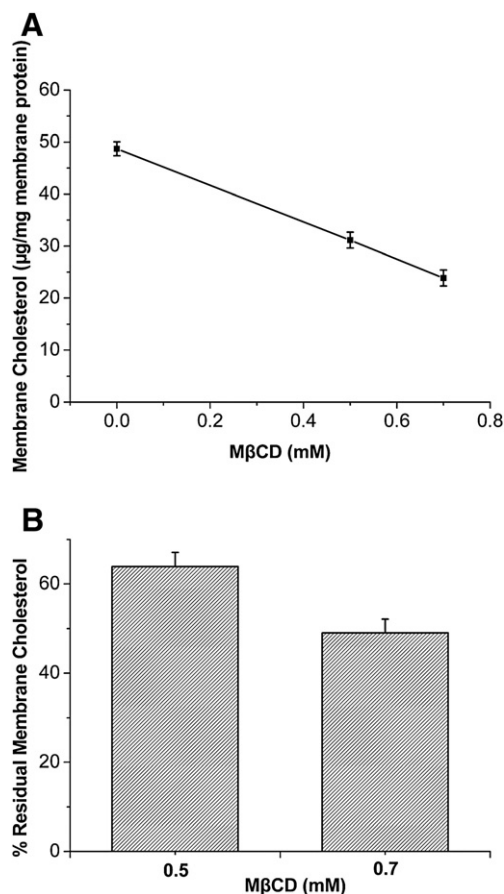 A
Membrane Cholesterol (µg/mg membrane protein)
60
50
40
30
20
10
0
0.0 0.2 0.4 0.6 0.8
MβCD (mM)
B
% Residual Membrane Cholesterol
60
40
20
0
0.5 0.7
MβCD (mM)